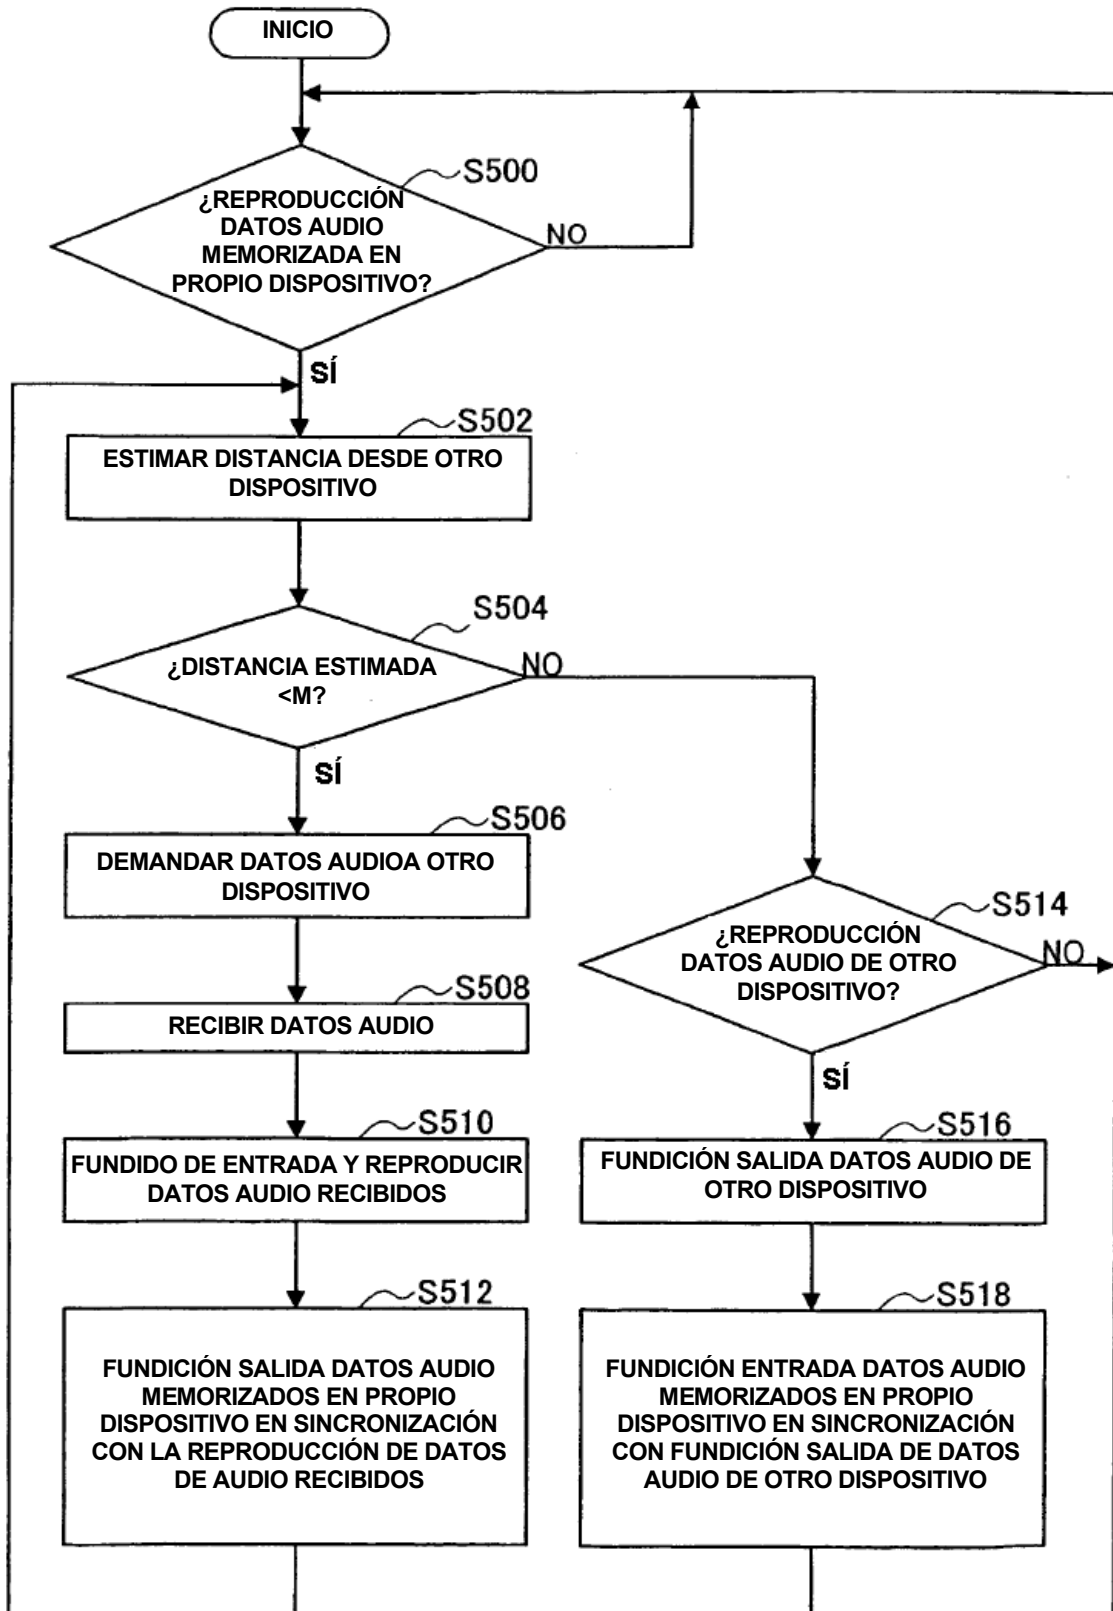 INICIO
S500
¿REPRODUCCIÓN
DATOS AUDIO
MEMORIZADA EN
PROPIO DISPOSITIVO?
NO
SÍ
S502
ESTIMAR DISTANCIA DESDE OTRO
DISPOSITIVO
S504
¿DISTANCIA ESTIMADA
<M?
NO
SÍ
S506
DEMANDAR DATOS AUDIOA OTRO
DISPOSITIVO
S508
RECIBIR DATOS AUDIO
S510
FUNDIDO DE ENTRADA Y REPRODUCIR
DATOS AUDIO RECIBIDOS
S512
FUNDICIÓN SALIDA DATOS AUDIO
MEMORIZADOS EN PROPIO
DISPOSITIVO EN SINCRONIZACIÓN
CON LA REPRODUCCIÓN DE DATOS
DE AUDIO RECIBIDOS
S514
¿REPRODUCCIÓN
DATOS AUDIO DE OTRO
DISPOSITIVO?
NO
SÍ
S516
FUNDICIÓN SALIDA DATOS AUDIO DE
OTRO DISPOSITIVO
S518
FUNDICIÓN ENTRADA DATOS AUDIO
MEMORIZADOS EN PROPIO
DISPOSITIVO EN SINCRONIZACIÓN
CON FUNDICIÓN SALIDA DE DATOS
AUDIO DE OTRO DISPOSITIVO